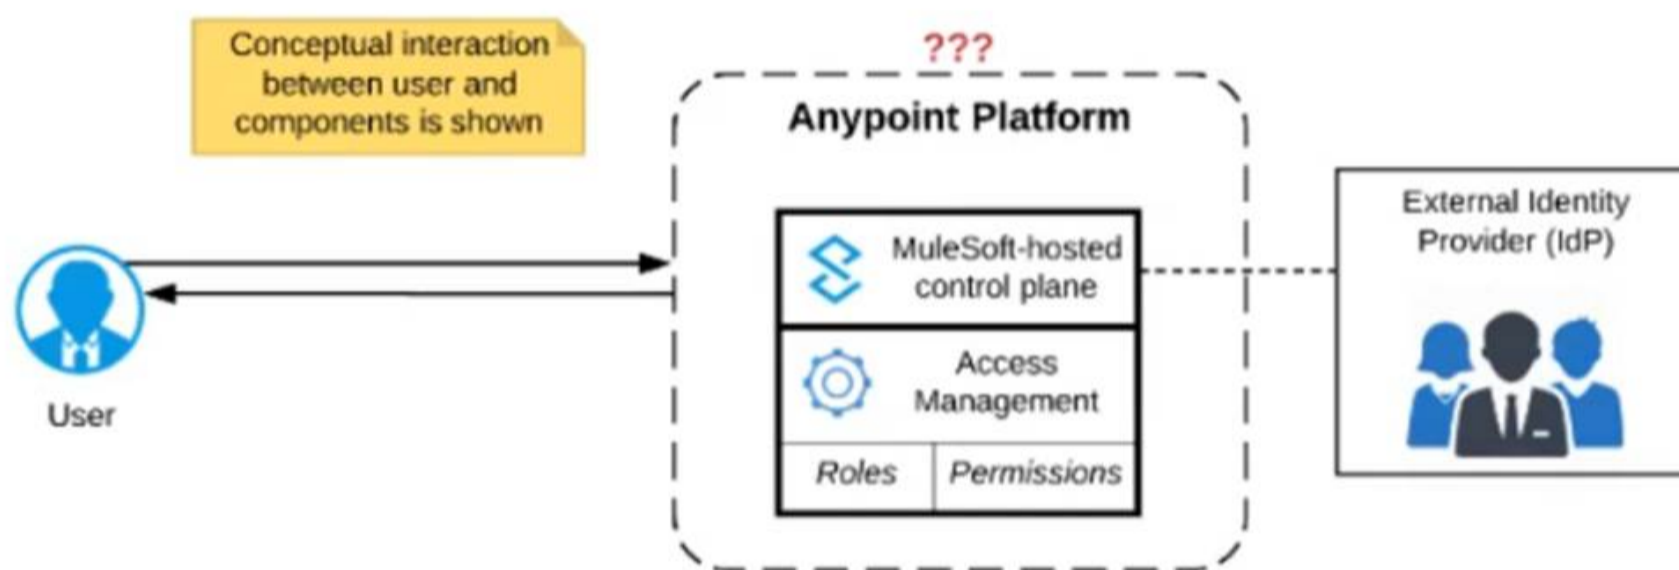 Conceptual interaction
between user and
components is shown
???
Anypoint Platform
MuleSoft-hosted
control plane
Access
Management
Roles
Permissions
External Identity
Provider (IdP)
User